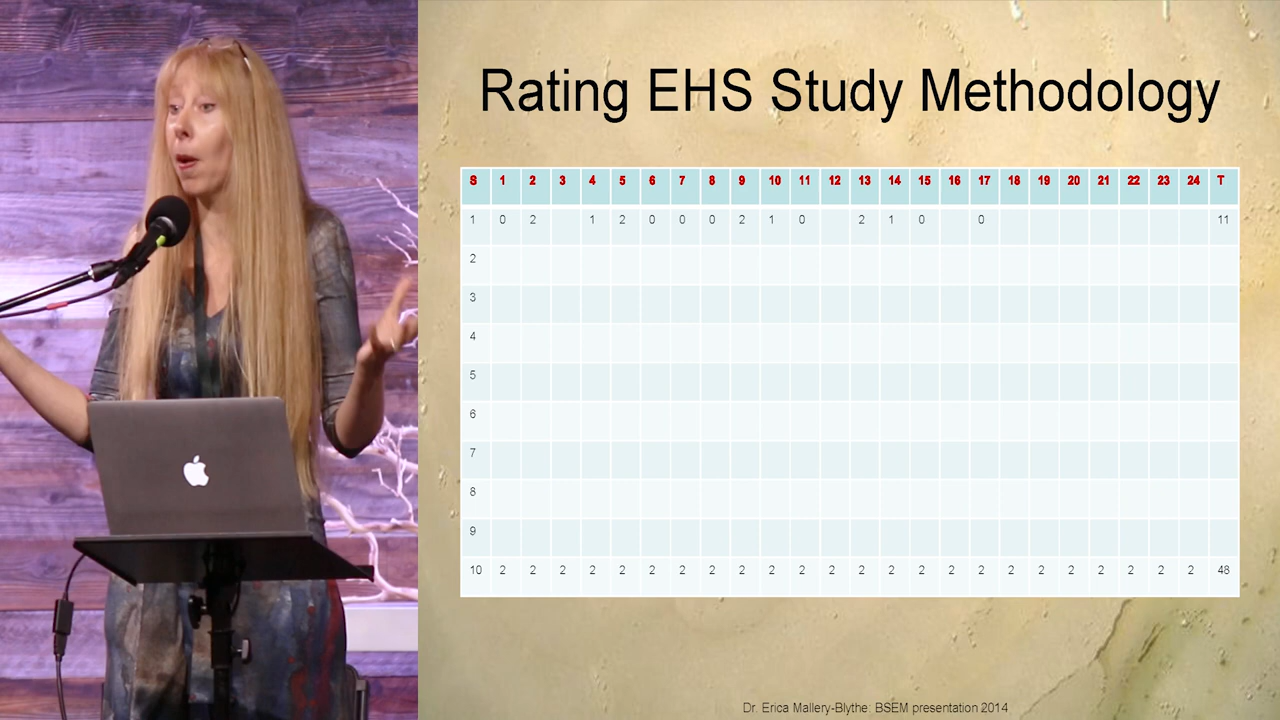 Rating EHS Study Methodology
S 1 2 3 4 5 6 7 8 9 10 11 12 13 14 15 16 17 18 19 20 21 22 23 24 T
1 0 2 1 2 0 0 0 2 1 0 2 1 0 0 11
2
3
4
5
6
7
8
9
10 2 2 2 2 2 2 2 2 2 2 2 2 2 2 2 2 2 2 2 2 2 2 2 2 48
Dr. Erica Mallery-Blythe: BSEM presentation 2014